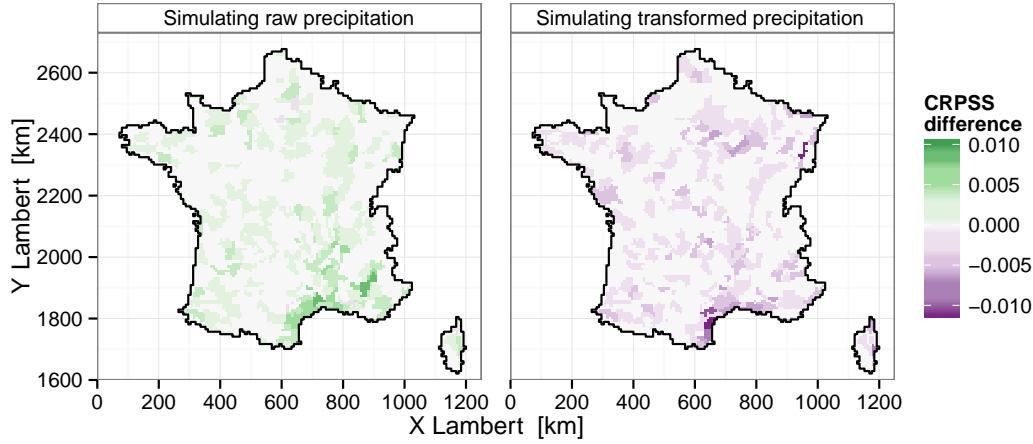 Simulating raw precipitation
Simulating transformed precipitation
2600
2400
2200
2000
1800
1600
Y Lambert [km]
0 200 400 600 800 1000 1200
0 200 400 600 800 1000 1200
X Lambert [km]
CRPSS
difference
0.010
0.005
0.000
−0.005
−0.010